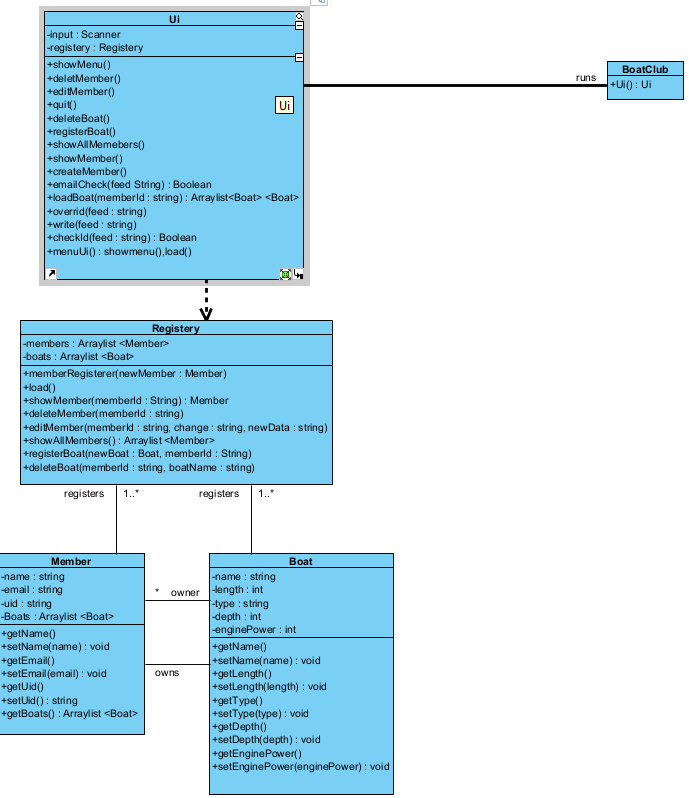 Ui
-input : Scanner
-registery : Registery
+showMenu()
+deletMember()
+editMember()
+quit()
+deleteBoat()
+registerBoat()
+showAllMemebers()
+showMember()
+createMember()
+emailCheck(feed String) : Boolean
+loadBoat(memberId : string) : Arraylist<Boat> <Boat>
+overrid(feed : string)
+write(feed : string)
+checkId(feed : string) : Boolean
+menuUi() : showmenu(),load()
Ui
runs
BoatClub
+Ui() : Ui
Registery
-members : Arraylist <Member>
-boats : Arraylist <Boat>
+memberRegisterer(newMember : Member)
+load()
+showMember(memberId : String) : Member
+deleteMember(memberId : string)
+editMember(memberId : string, change : string, newData : string)
+showAllMembers() : Arraylist <Member>
+registerBoat(newBoat : Boat, memberId : String)
+deleteBoat(memberId : string, boatName : string)
registers 1..*
registers 1..*
Member
-name : string
-email : string
-uid : string
-Boats : Arraylist <Boat>
+getName()
+setName(name) : void
+getEmail()
+setEmail(email) : void
+getUid()
+setUid() : string
+getBoats() : Arraylist <Boat>
* owner
owns
Boat
-name : string
-length : int
-type : string
-depth : int
-enginePower : int
+getName()
+setName(name) : void
+getLength()
+setLength(length) : void
+getType()
+setType(type) : void
+getDepth()
+setDepth(depth) : void
+getEnginePower()
+setEnginePower(enginePower) : void